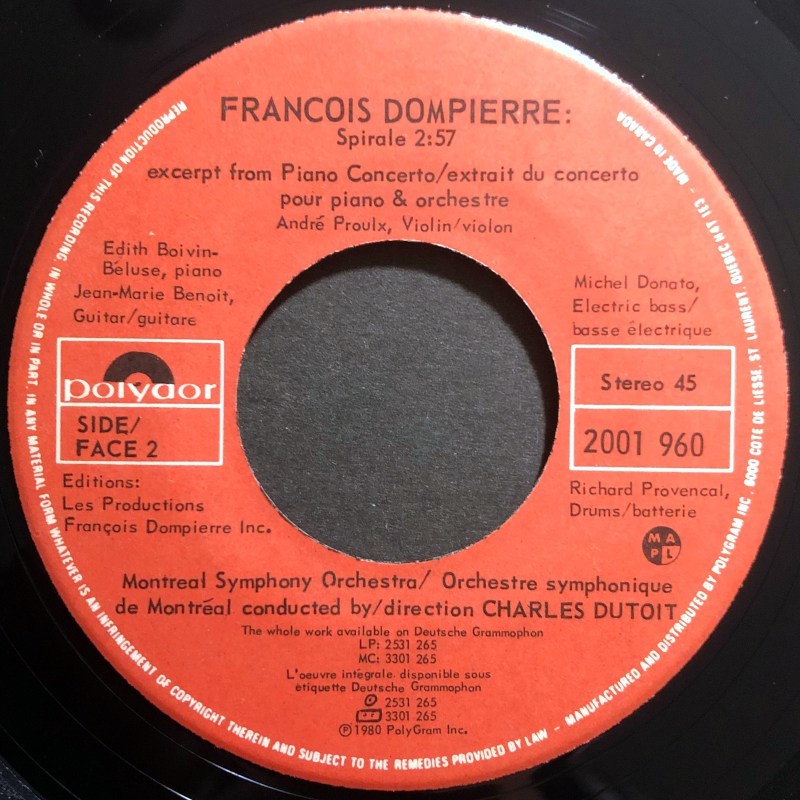 FRANCOIS DOMPIERRE:
Spirale 2:57
excerpt from Piano Concerto/extrait du concerto
pour piano & orchestre
André Proulx, Violin/violon
Edith Boivin-
Béluse, piano
Jean-Marie Benoit,
Guitar/guitare
Michel Donato,
Electric bass/
basse électrique
polydor
SIDE/
FACE 2
Stereo 45
2001 960
Editions:
Les Productions
François Dompierre Inc.
Richard Provencal,
Drums/batterie
M A
P L
Montreal Symphony Orchestra/ Orchestre symphonique
de Montréal conducted by/direction CHARLES DUTOIT
The whole work available on Deutsche Grammophon
LP: 2531 265
MC: 3301 265
L'oeuvre intégrale disponible sous
étiquette Deutsche Grammophon
2531 265
3301 265
℗ 1980 PolyGram Inc.
REPRODUCTION OF THIS RECORDING, IN WHOLE OR IN PART, IN ANY MATERIAL FORM WHATEVER IS AN INFRINGEMENT OF COPYRIGHT THEREIN AND SUBJECT TO THE REMEDIES PROVIDED BY LAW – MANUFACTURED AND DISTRIBUTED BY POLYGRAM INC. 6000 COTE DE LIESSE, ST LAURENT, QUEBEC H4T 1E3 – MADE IN CANADA